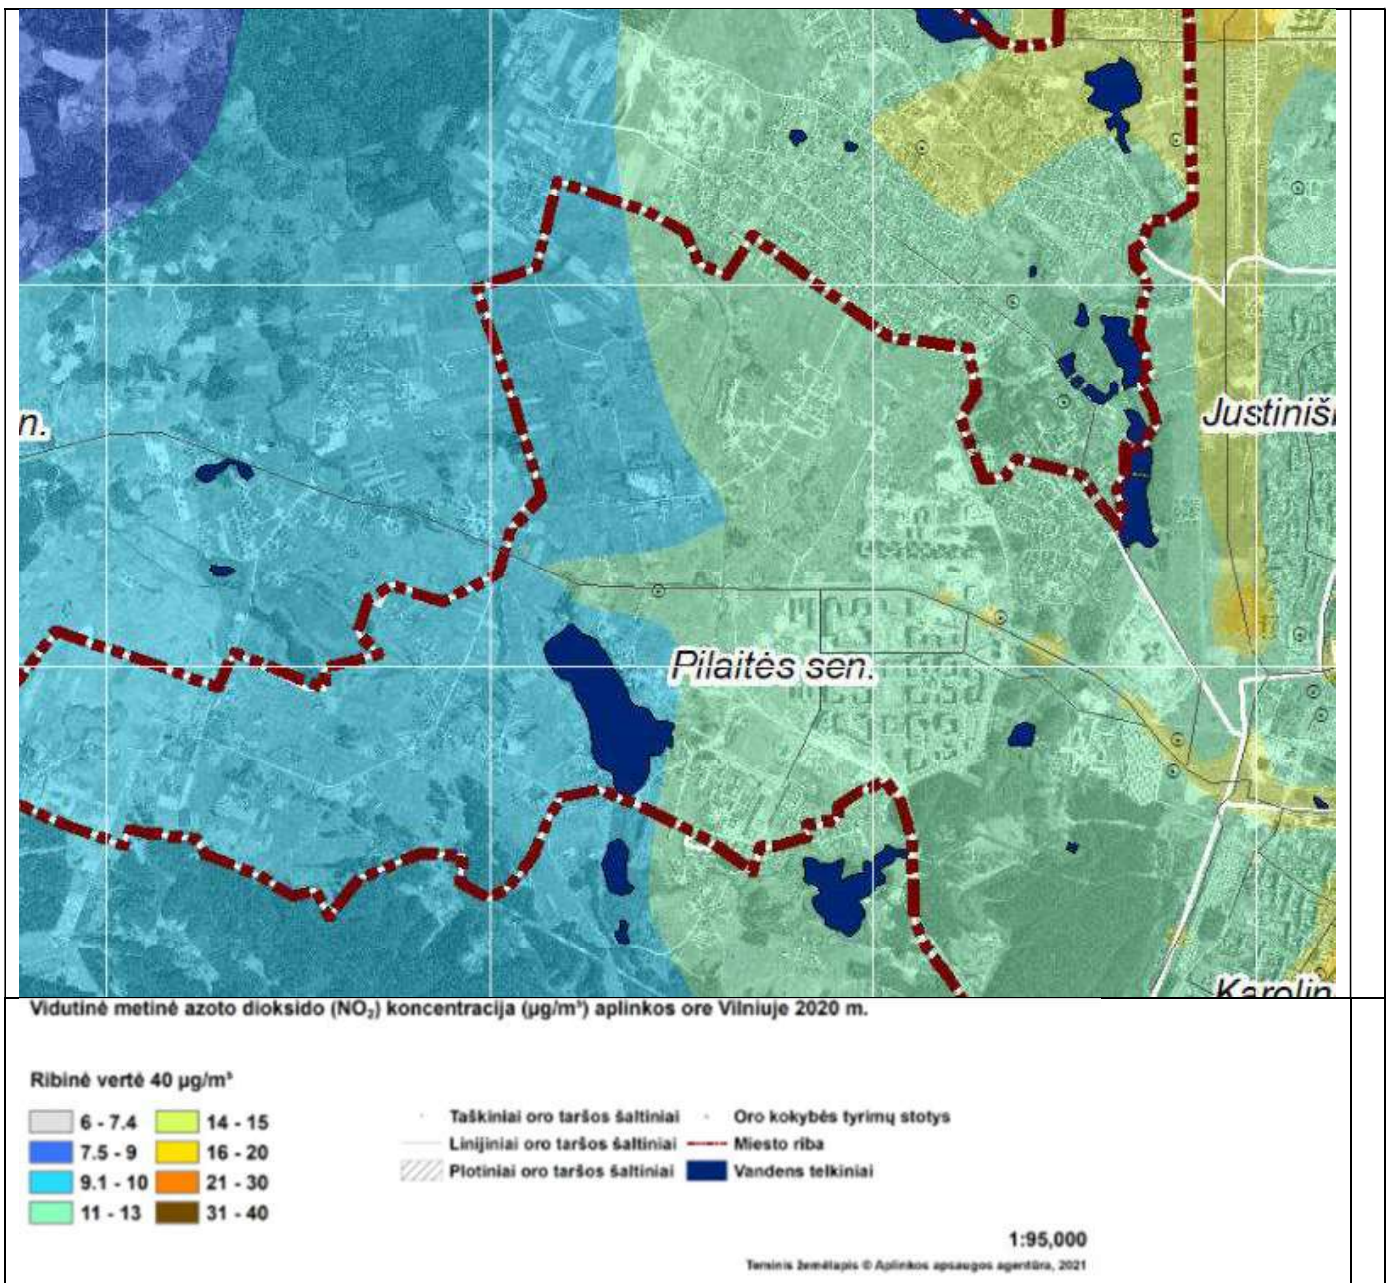 n.
Justiniši
Pilaitės sen.
Karolin
Vidutinė metinė azoto dioksido (NO₂) koncentracija (µg/m³) aplinkos ore Vilniuje 2020 m.
Ribinė vertė 40 µg/m³
6 - 7.4
14 - 15
7.5 - 9
16 - 20
9.1 - 10
21 - 30
11 - 13
31 - 40
Taškiniai oro taršos šaltiniai
Oro kokybės tyrimų stotys
Linijiniai oro taršos šaltiniai
Miesto riba
Plotiniai oro taršos šaltiniai
Vandens telkiniai
1:95,000
Teminis žemėlapis © Aplinkos apsaugos agentūra, 2021